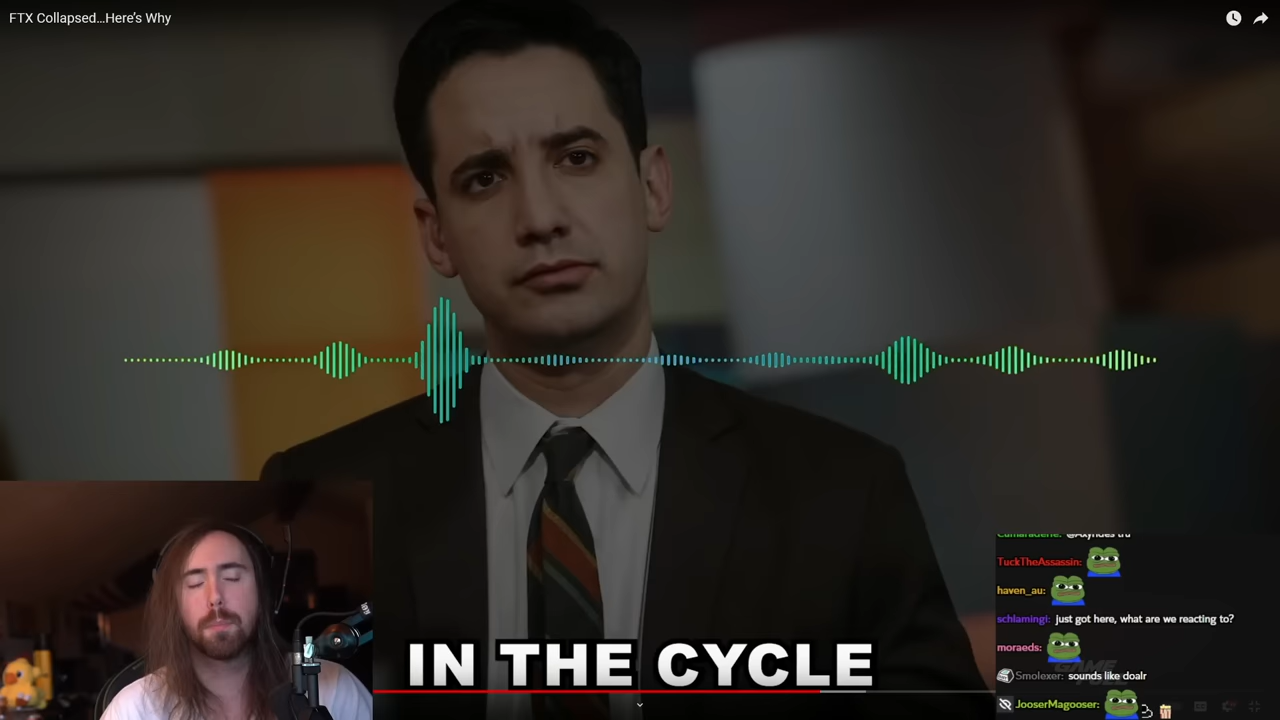 FTX Collapsed…Here’s Why
IN THE CYCLE
TuckTheAssassin:
haven_au:
schlamingi: just got here, what are we reacting to?
moraeds:
Smolexer: sounds like doalr
JooserMagooser: